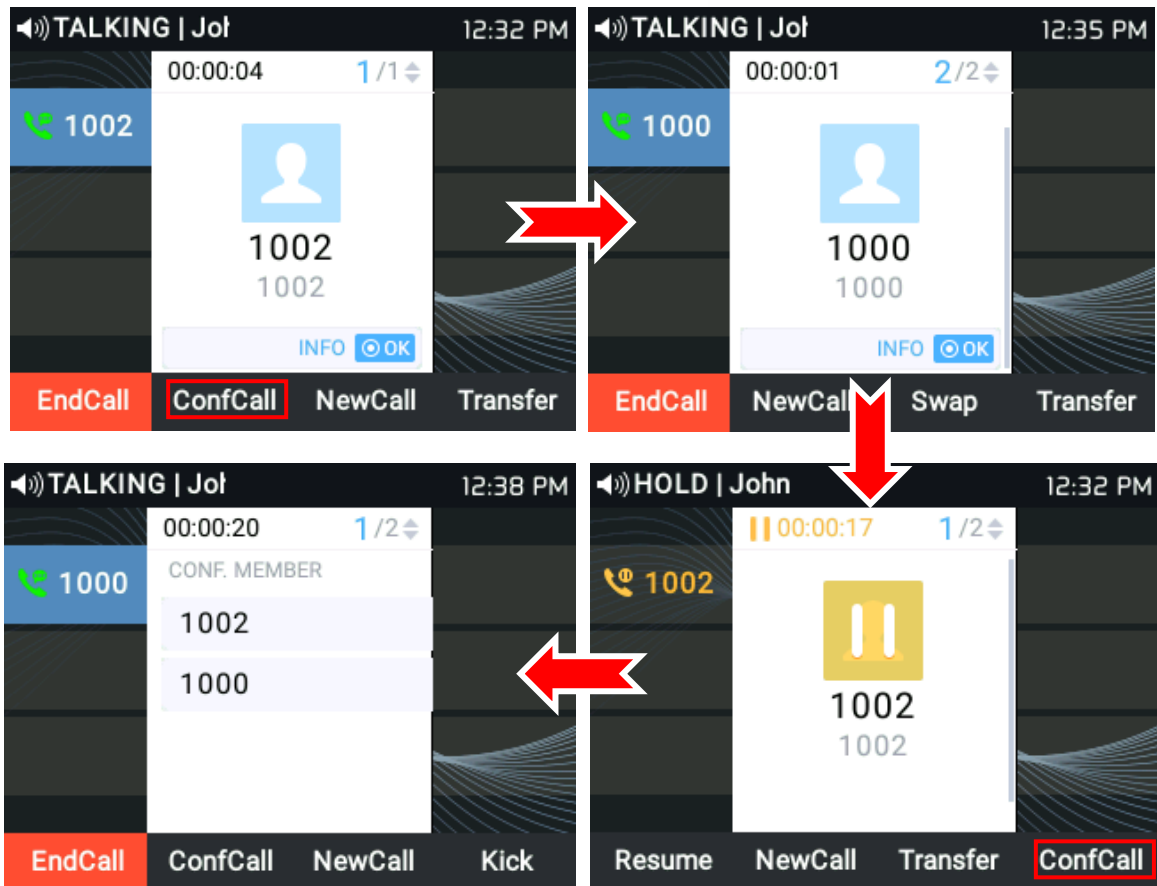 TALKING | Joh 12:32 PM
00:00:04 1/1
1002
1002
1002
INFO OK
EndCall ConfCall NewCall Transfer
TALKING | Joh 12:35 PM
00:00:01 2/2
1000
1000
1000
INFO OK
EndCall NewCall Swap Transfer
HOLD | John 12:32 PM
00:00:17 1/2
1002
1002
1002
Resume NewCall Transfer ConfCall
TALKING | Joh 12:38 PM
00:00:20 1/2
CONF. MEMBER
1000
1002
1000
EndCall ConfCall NewCall Kick